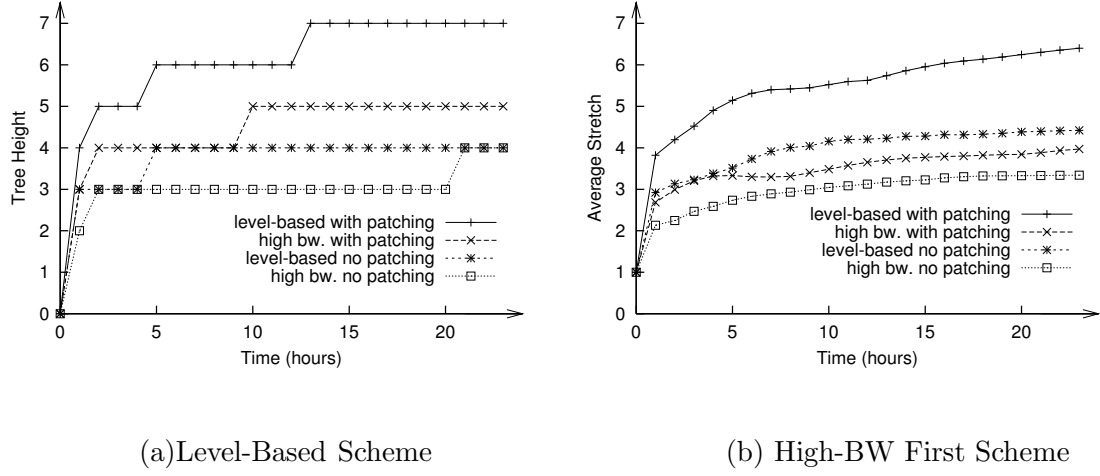 7
6
5
4
3
2
1
0
Tree Height
level-based with patching
high bw. with patching
level-based no patching
high bw. no patching
0 5 10 15 20
Time (hours)
7
6
5
4
3
2
1
0
Average Stretch
level-based with patching
high bw. with patching
level-based no patching
high bw. no patching
0 5 10 15 20
Time (hours)
(a)Level-Based Scheme
(b) High-BW First Scheme